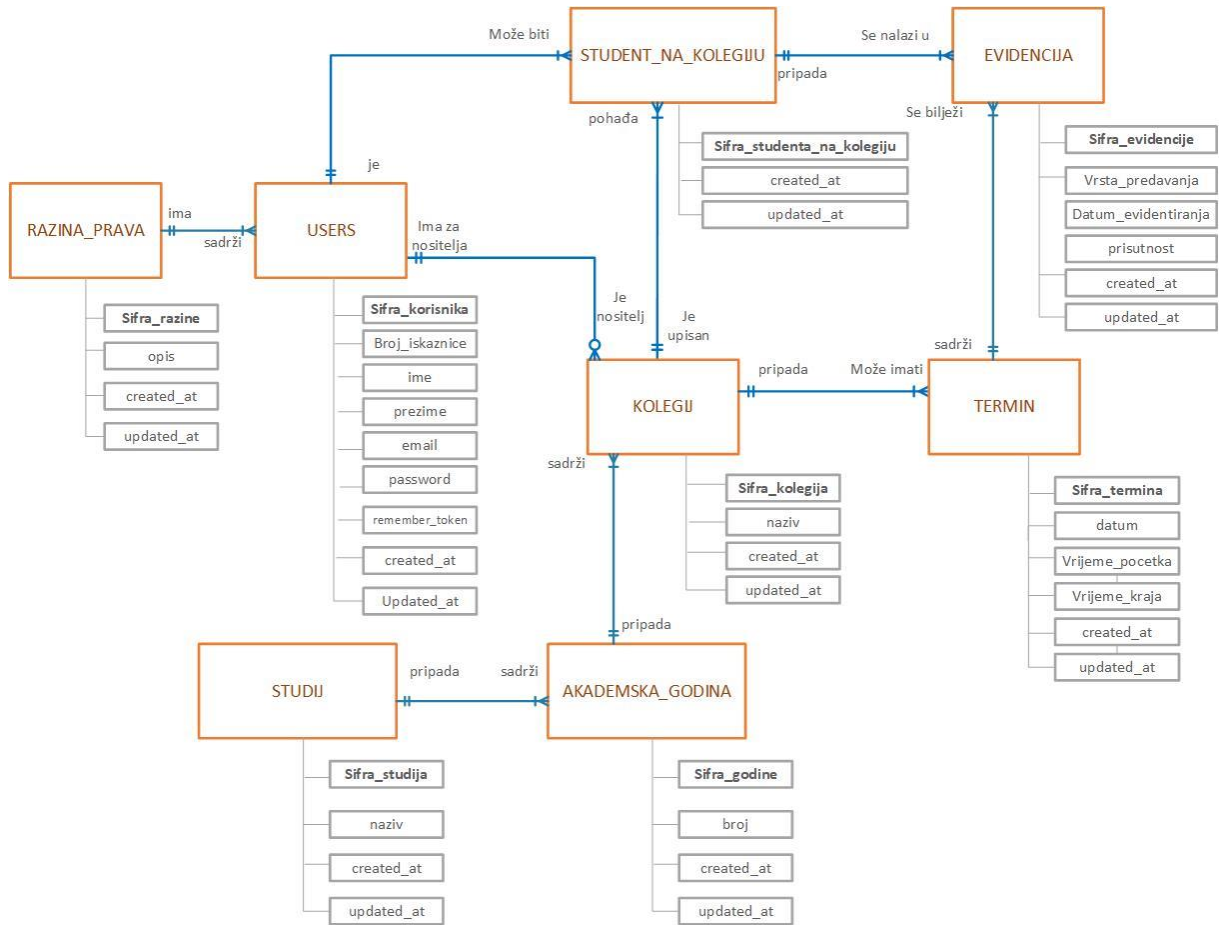 Može biti
STUDENT_NA_KOLEGIJU
Se nalazi u
pripada
EVIDENCIJA
pohađa
Se bilježi
Sifra_studenta_na_kolegiju
created_at
updated_at
Sifra_evidencije
Vrsta_predavanja
Datum_evidentiranja
prisutnost
created_at
updated_at
je
RAZINA_PRAVA
ima
sadrži
USERS
Ima za
nositelja
Sifra_razine
opis
created_at
updated_at
Sifra_korisnika
Broj_iskaznice
ime
prezime
email
password
remember_token
created_at
Updated_at
Je
nositelj
Je
upisan
KOLEGIJ
pripada
Može imati
sadrži
TERMIN
sadrži
Sifra_kolegija
naziv
created_at
updated_at
Sifra_termina
datum
Vrijeme_pocetka
Vrijeme_kraja
created_at
updated_at
pripada
STUDIJ
pripada
sadrži
AKADEMSKA_GODINA
Sifra_studija
naziv
created_at
updated_at
Sifra_godine
broj
created_at
updated_at